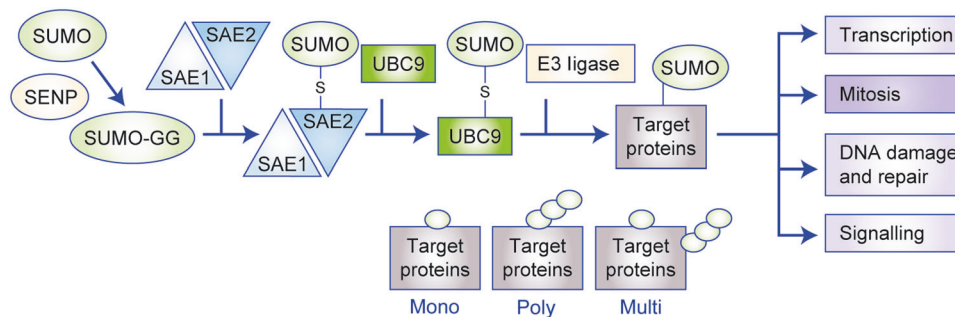 SUMO
SENP
SUMO-GG
SAE1
SAE2
SUMO
S
SAE1
SAE2
UBC9
SUMO
S
UBC9
E3 ligase
SUMO
Target
proteins
Transcription
Mitosis
DNA damage
and repair
Signalling
Target
proteins
Mono
Target
proteins
Poly
Target
proteins
Multi